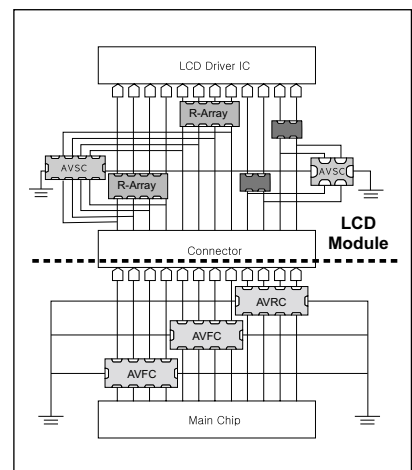 LCD Driver IC
R-Array
AVSC
R-Array
AVSC
LCD
Module
Connector
AVRC
AVFC
AVFC
Main Chip